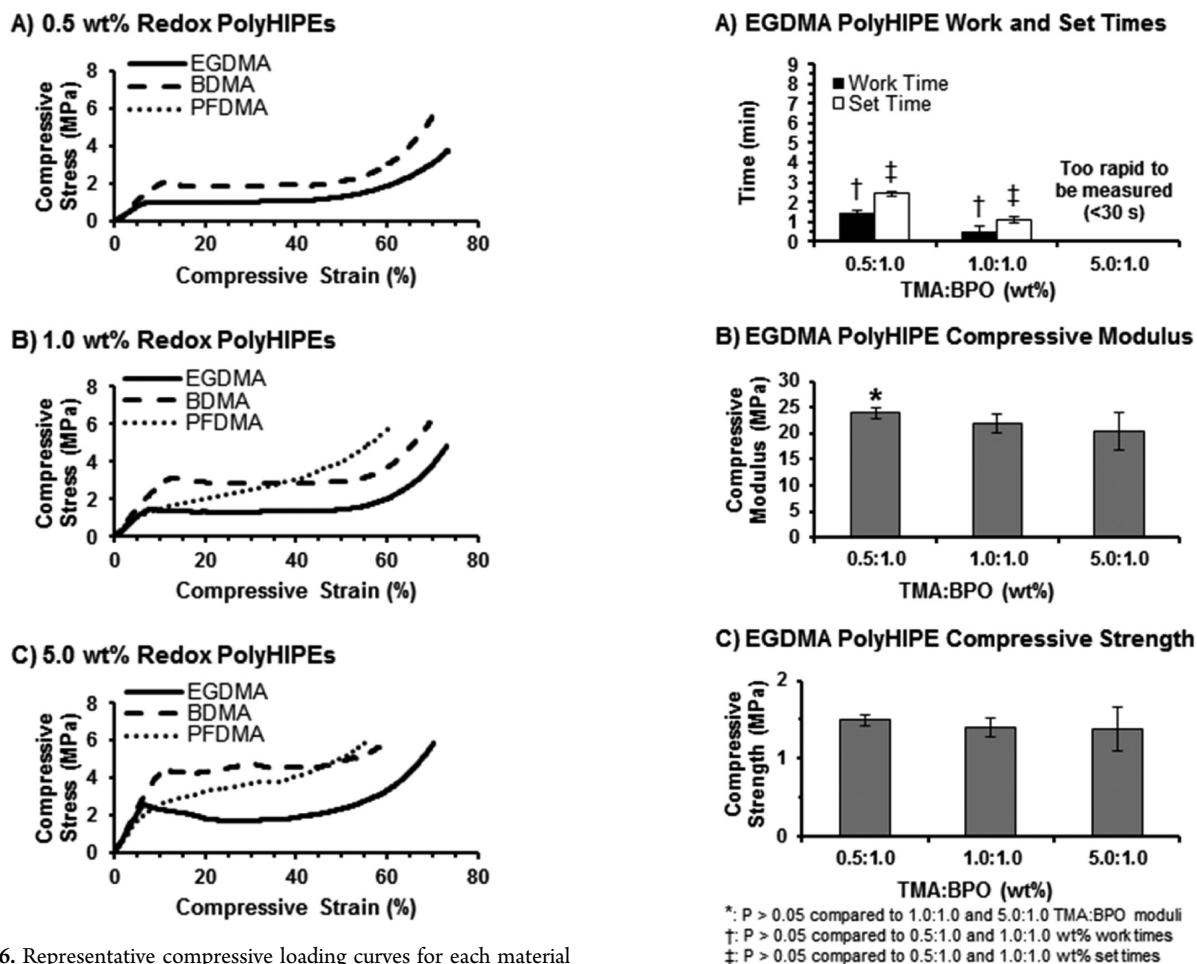 A) 0.5 wt% Redox PolyHIPEs
EGDMA
BDMA
PFDMA
Compressive
Stress (MPa)
8
6
4
2
0
0 20 40 60 80
Compressive Strain (%)
B) 1.0 wt% Redox PolyHIPEs
EGDMA
BDMA
PFDMA
Compressive
Stress (MPa)
8
6
4
2
0
0 20 40 60 80
Compressive Strain (%)
C) 5.0 wt% Redox PolyHIPEs
EGDMA
BDMA
PFDMA
Compressive
Stress (MPa)
8
6
4
2
0
0 20 40 60 80
Compressive Strain (%)
6. Representative compressive loading curves for each material
A) EGDMA PolyHIPE Work and Set Times
Work Time
Set Time
Time (min)
9
8
7
6
5
4
3
2
1
0
† ‡ † ‡
Too rapid to
be measured
(<30 s)
0.5:1.0 1.0:1.0 5.0:1.0
TMA:BPO (wt%)
B) EGDMA PolyHIPE Compressive Modulus
Compressive
Modulus (MPa)
30
25
20
15
10
5
0
*
0.5:1.0 1.0:1.0 5.0:1.0
TMA:BPO (wt%)
C) EGDMA PolyHIPE Compressive Strength
Compressive
Strength (MPa)
2
1
0
0.5:1.0 1.0:1.0 5.0:1.0
TMA:BPO (wt%)
*: P > 0.05 compared to 1.0:1.0 and 5.0:1.0 TMA:BPO moduli
†: P > 0.05 compared to 0.5:1.0 and 1.0:1.0 wt% work times
‡: P > 0.05 compared to 0.5:1.0 and 1.0:1.0 wt% set times